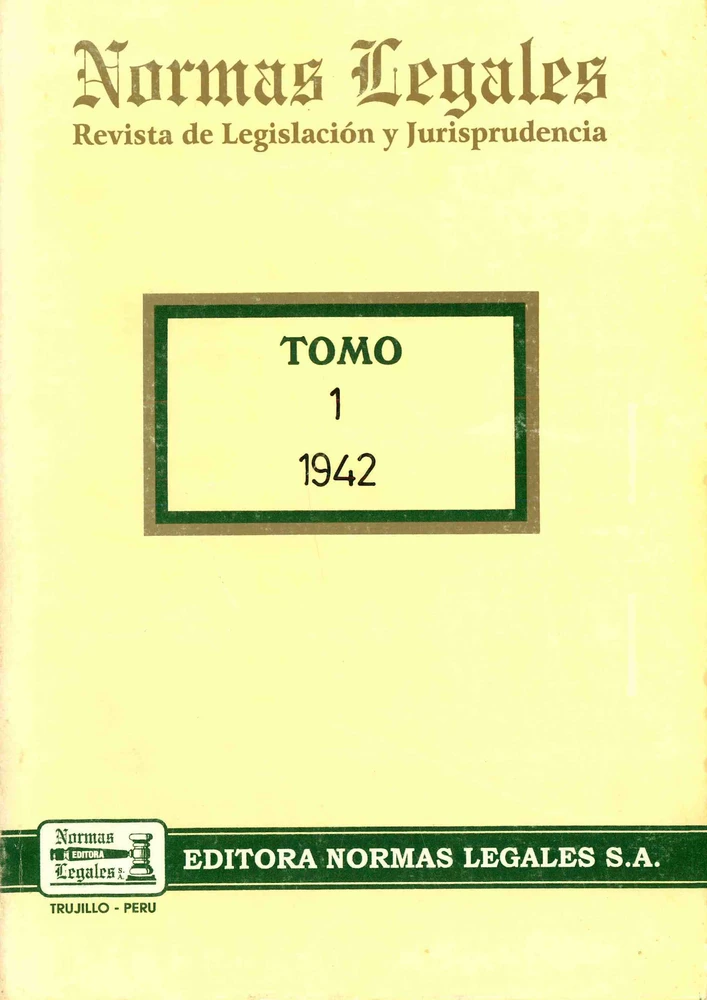 Normas Legales
Revista de Legislación y Jurisprudencia
TOMO
1
1942
Normas
EDITORA
Legales S.A.
EDITORA NORMAS LEGALES S.A.
TRUJILLO - PERU